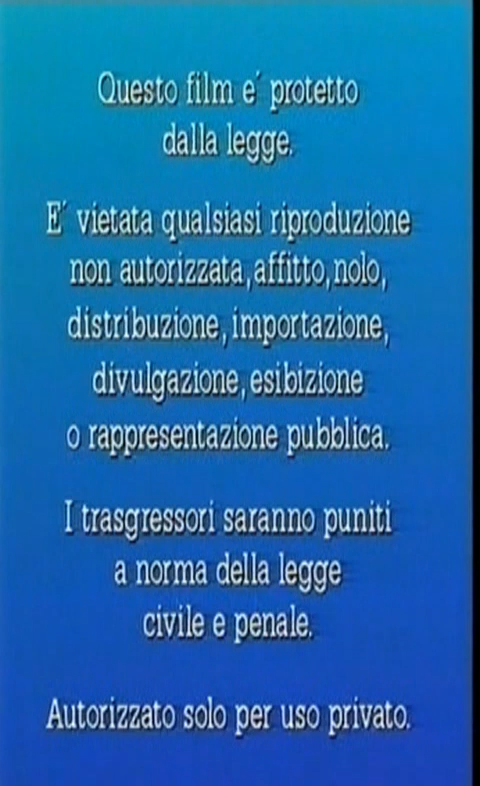 Questo film e´ protetto
dalla legge.
E´ vietata qualsiasi riproduzione
non autorizzata, affitto, nolo,
distribuzione, importazione,
divulgazione, esibizione
o rappresentazione pubblica.
I trasgressori saranno puniti
a norma della legge
civile e penale.
Autorizzato solo per uso privato.